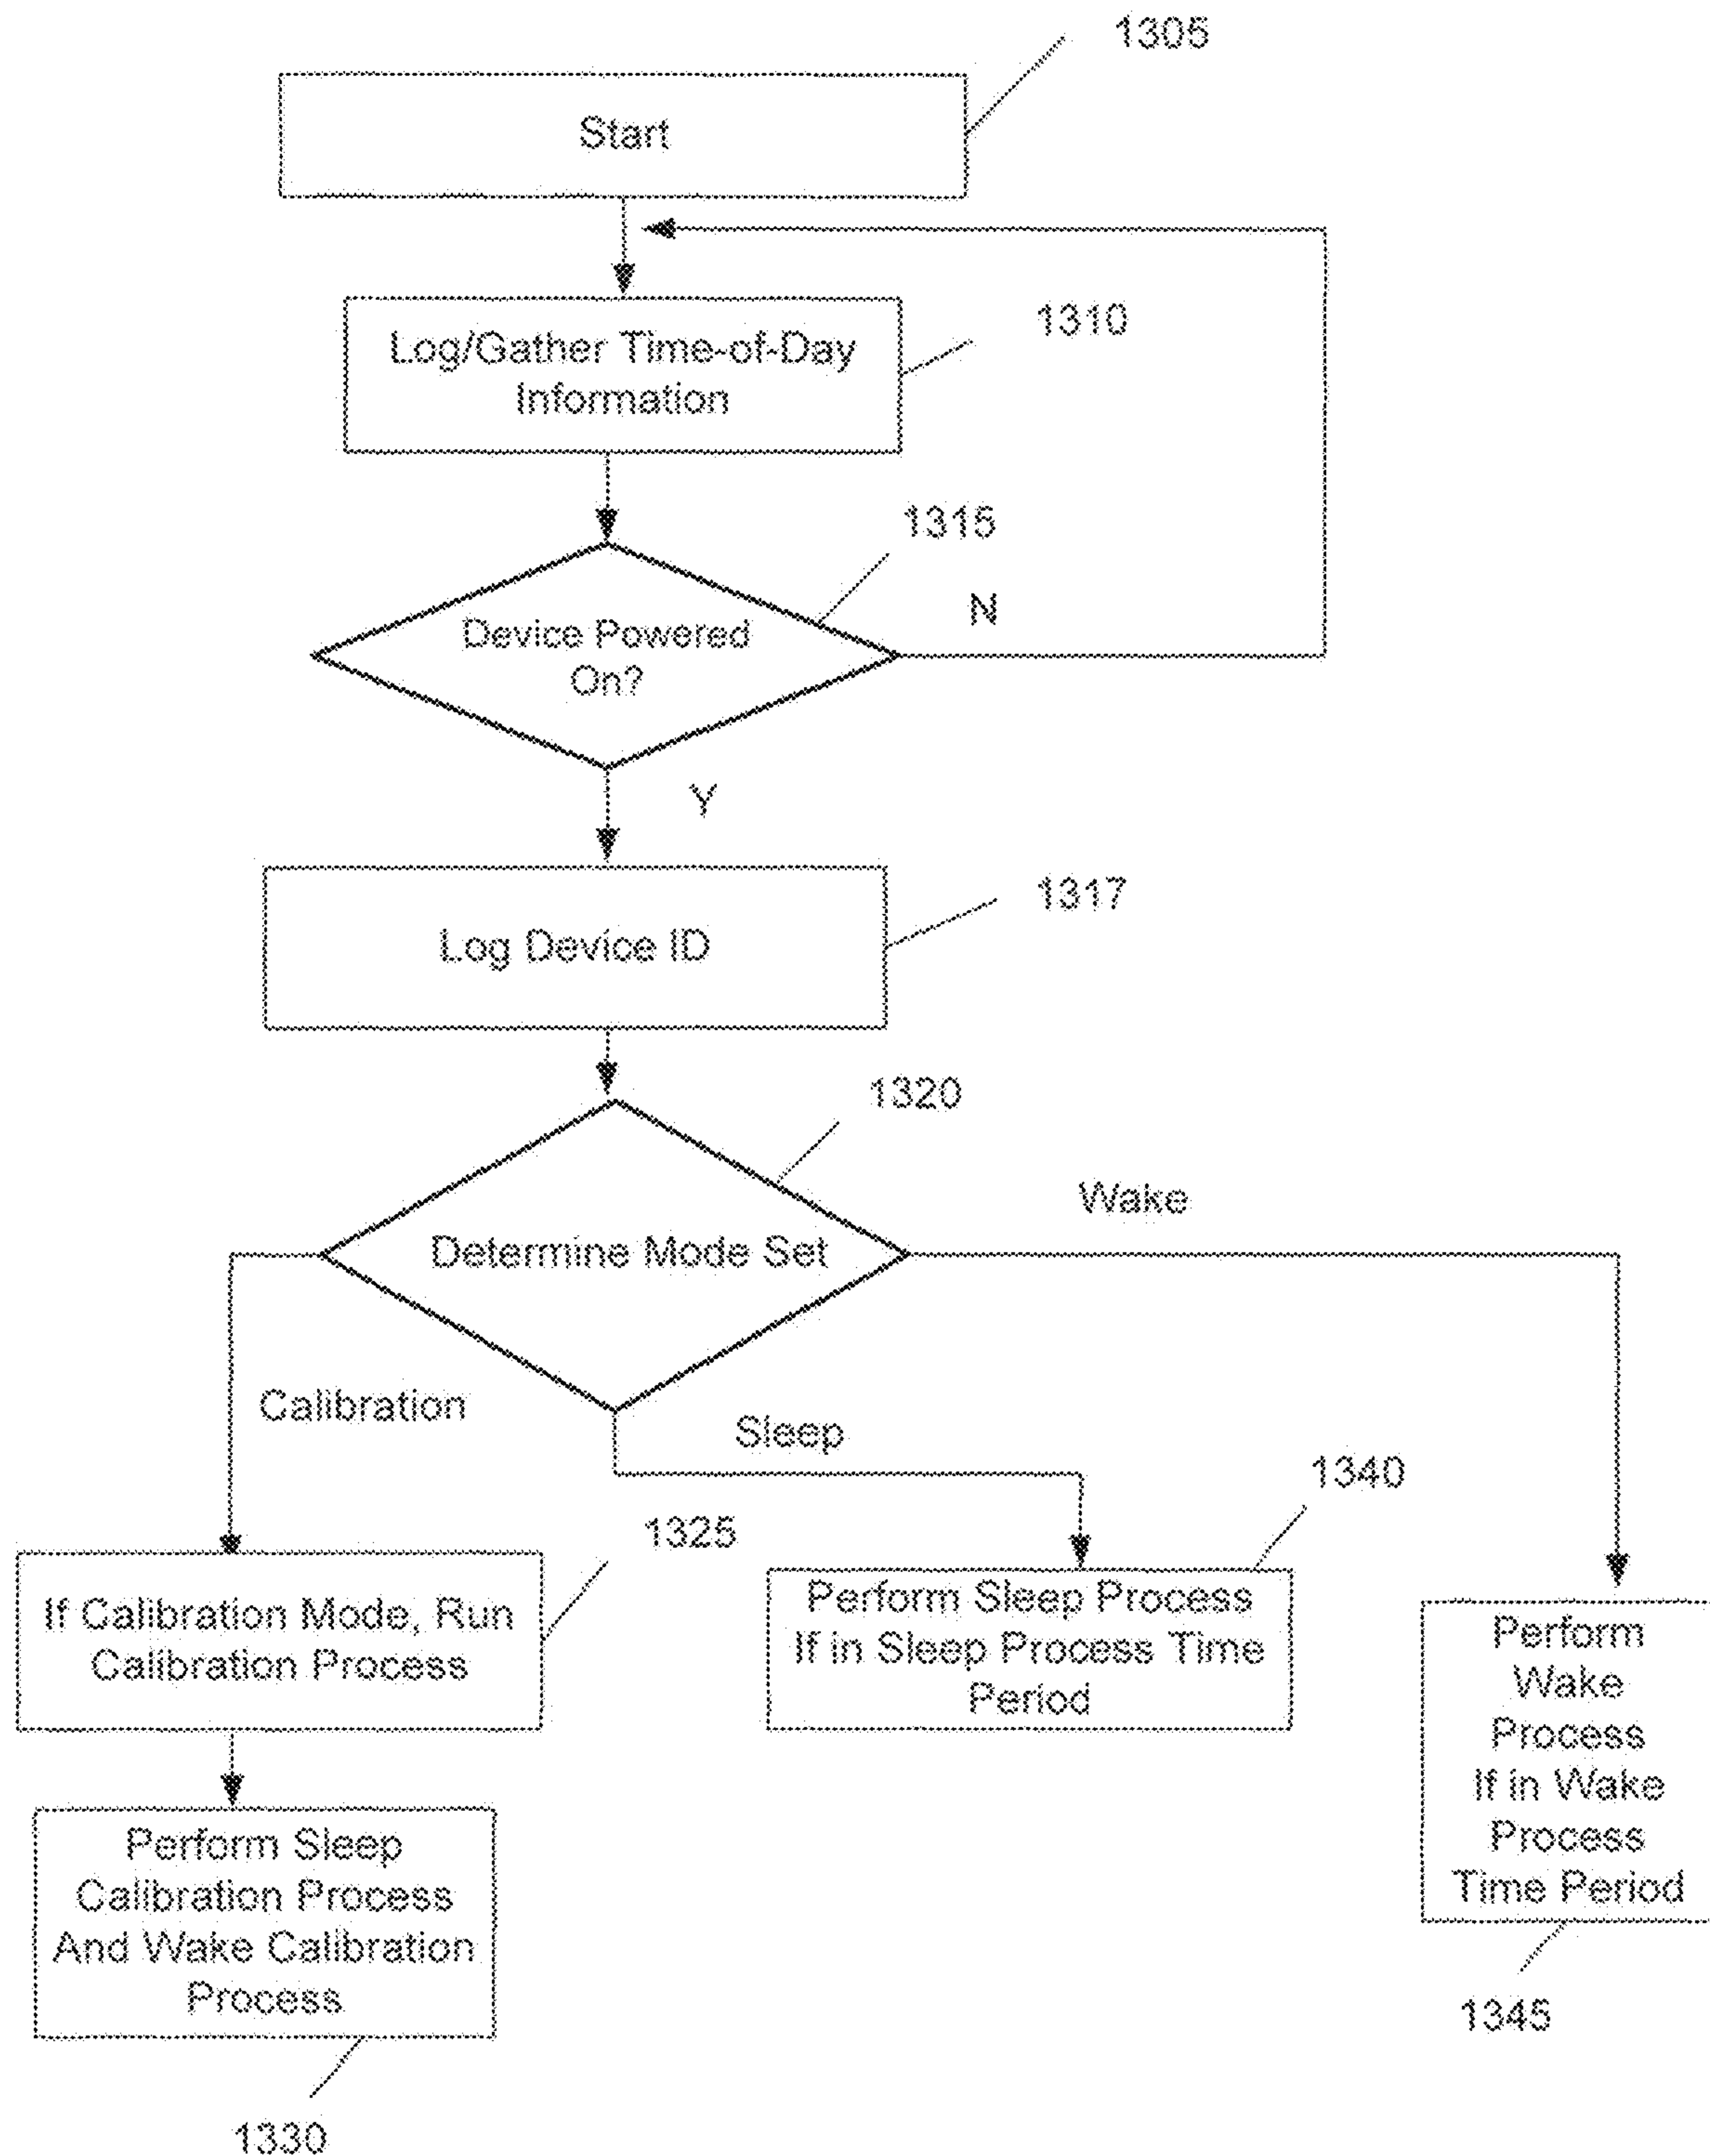 1305
Start
1310
Log/Gather Time-of-Day
Information
1315
N
Device Powered
On?
Y
1317
Log Device ID
1320
Wake
Determine Mode Set
Calibration
Sleep
1340
1325
If Calibration Mode, Run
Calibration Process
Perform Sleep Process
If in Sleep Process Time
Period
Perform
Wake
Process
If in Wake
Process
Time Period
Perform Sleep
Calibration Process
And Wake Calibration
Process
1345
1330